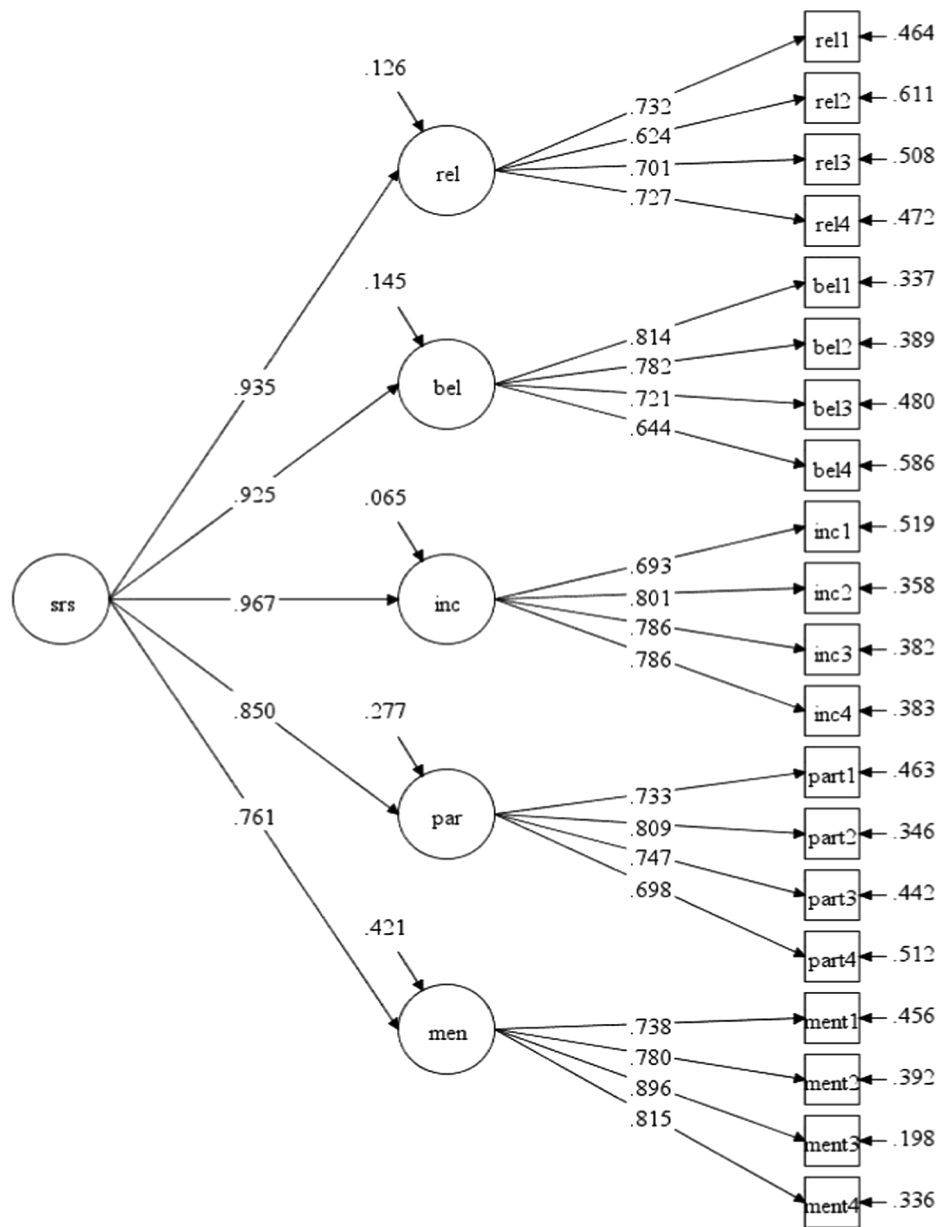 rel1 .464
.126
rel2 .611
.732
.624
rel3 .508
.701
rel
.727
rel4 .472
.145
bel1 .337
.814
bel2 .389
.782
.935
bel
.721
bel3 .480
.644
bel4 .586
.925
.065
inc1 .519
.693
inc2 .358
srs
.967
inc
.801
.786
inc3 .382
.786
inc4 .383
.850
.277
part1 .463
.733
.761
par
.809
part2 .346
.747
.698
part3 .442
.421
part4 .512
ment1 .456
.738
men
.780
ment2 .392
.896
.815
ment3 .198
ment4 .336